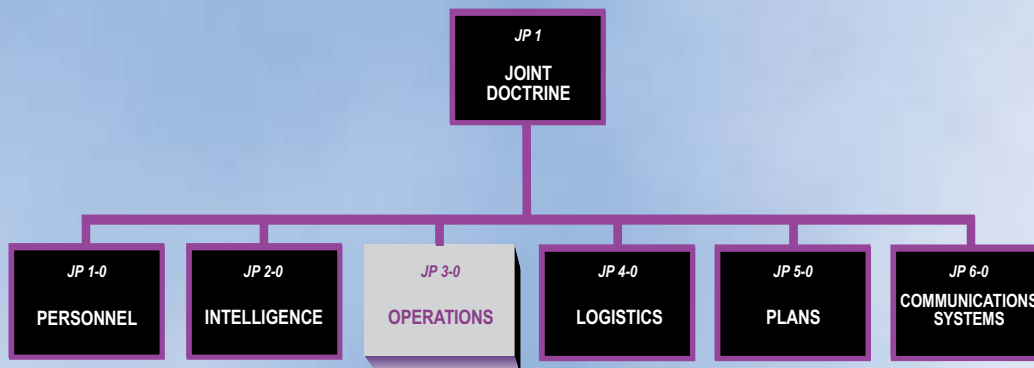 JP 1
JOINT
DOCTRINE
JP 1-0
PERSONNEL
JP 2-0
INTELLIGENCE
JP 3-0
OPERATIONS
JP 4-0
LOGISTICS
JP 5-0
PLANS
JP 6-0
COMMUNICATIONS
SYSTEMS